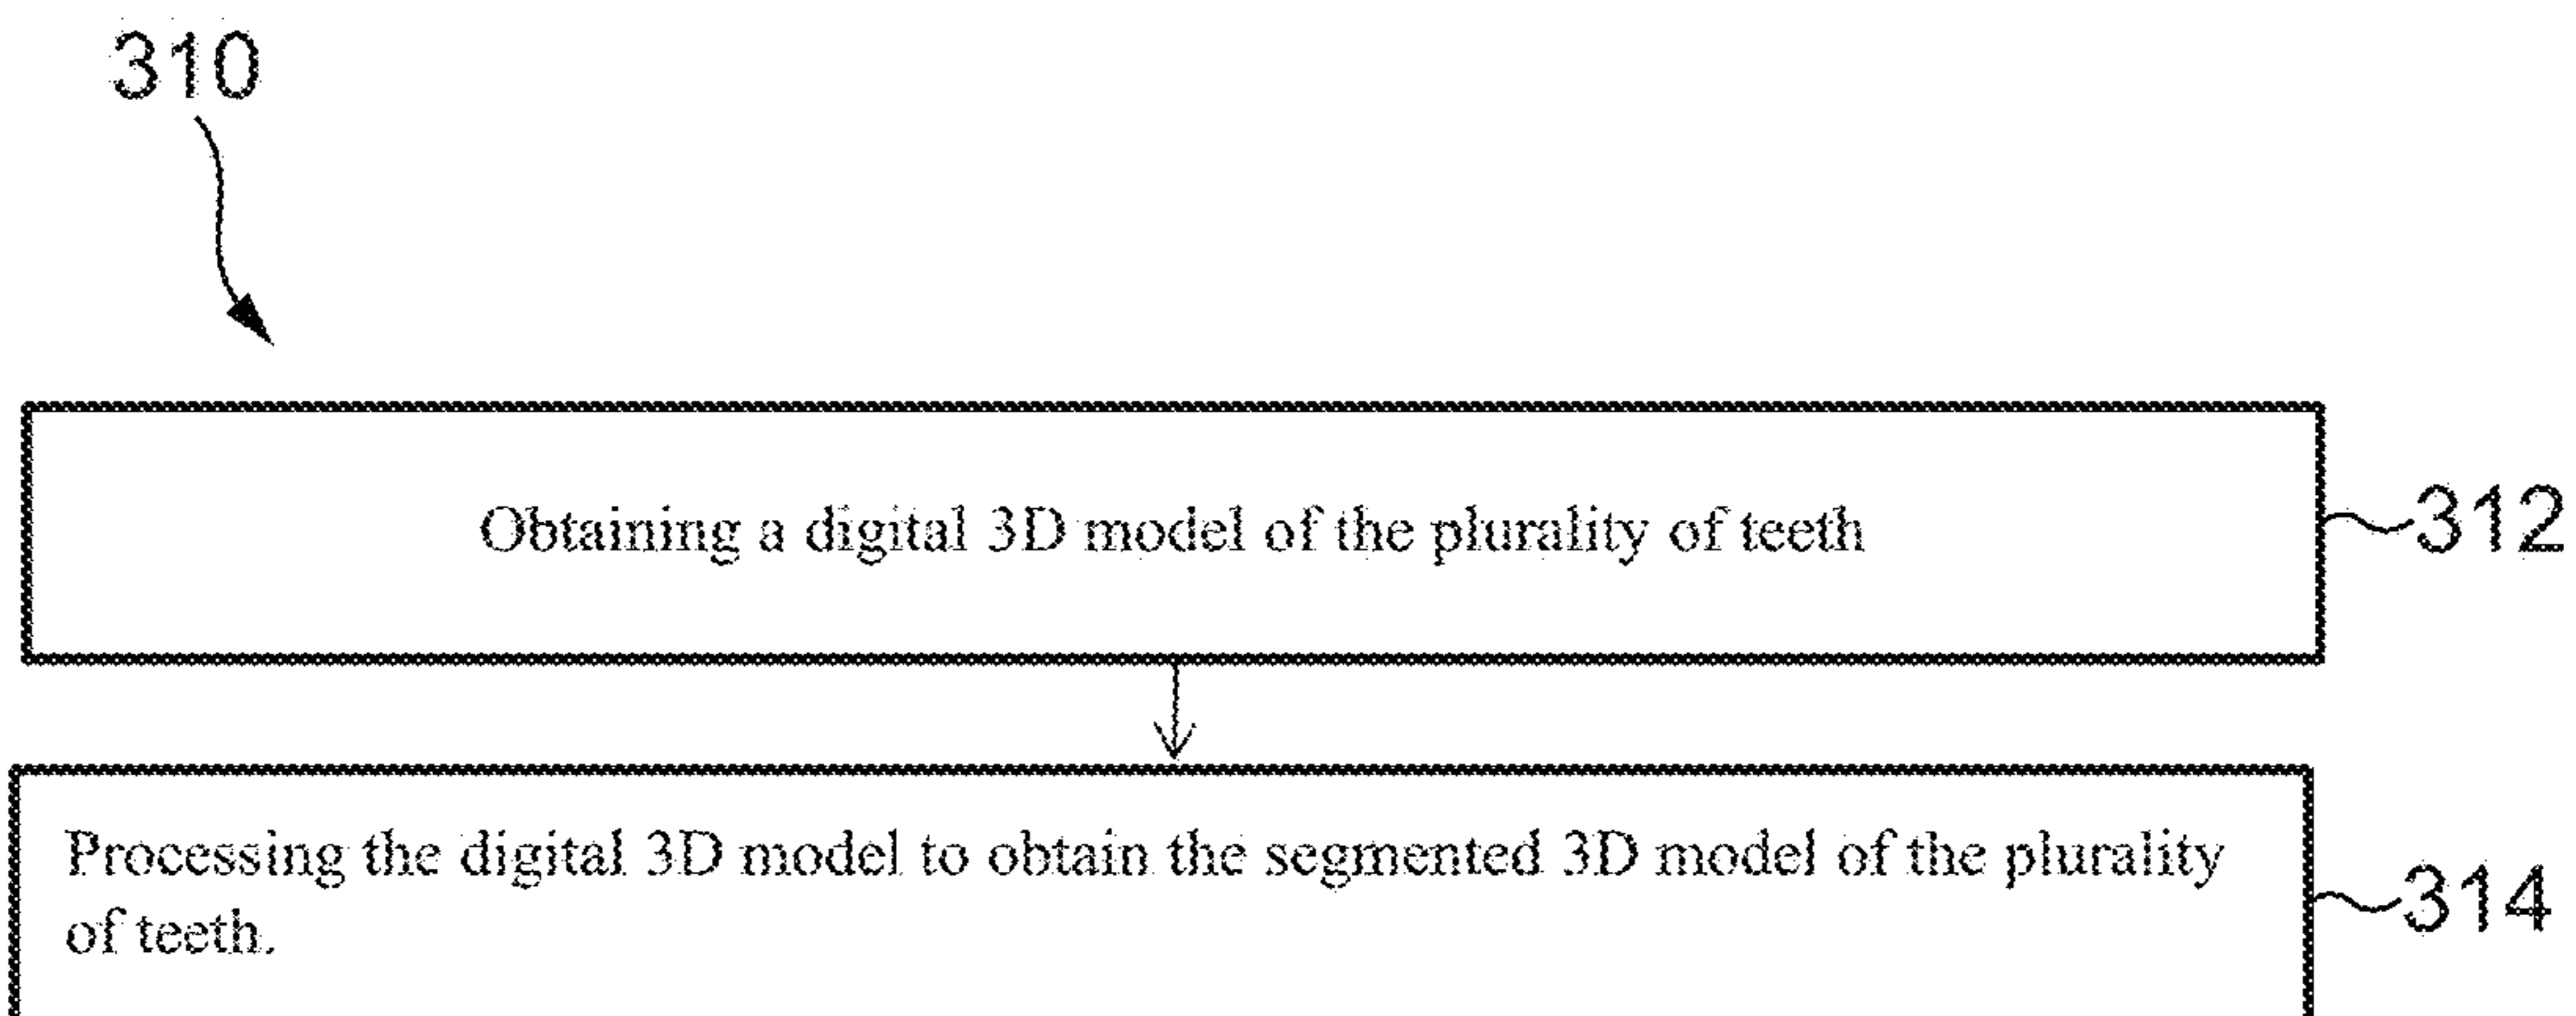 310
Obtaining a digital 3D model of the plurality of teeth
312
Processing the digital 3D model to obtain the segmented 3D model of the plurality
of teeth.
314